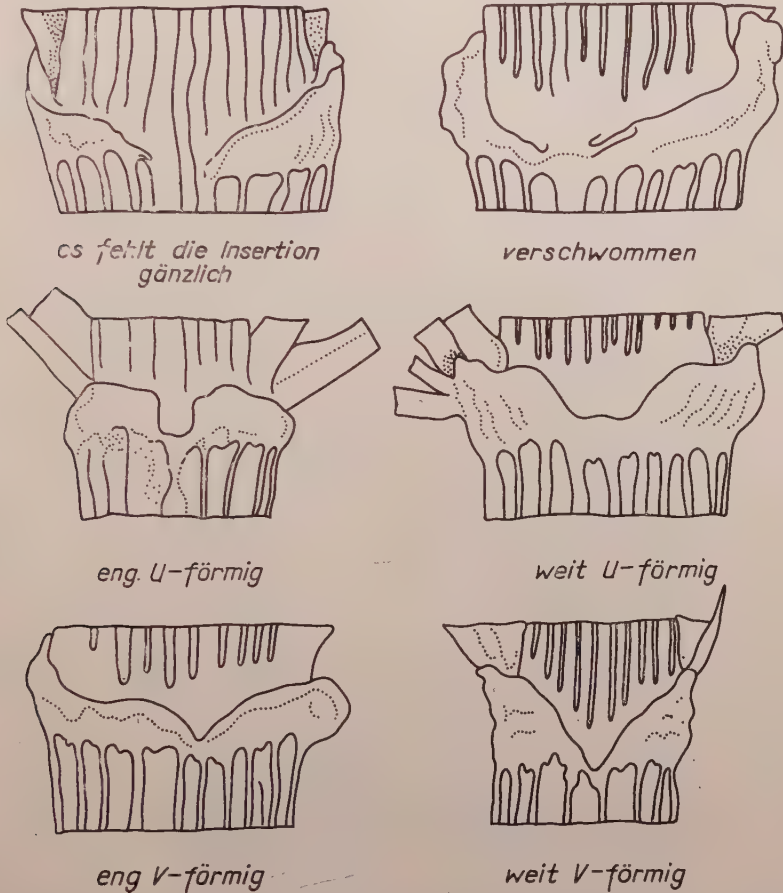 es fehlt die Insertion
gänzlich
verschwommen
eng U-förmig
weit U-förmig
eng V-förmig
weit V-förmig